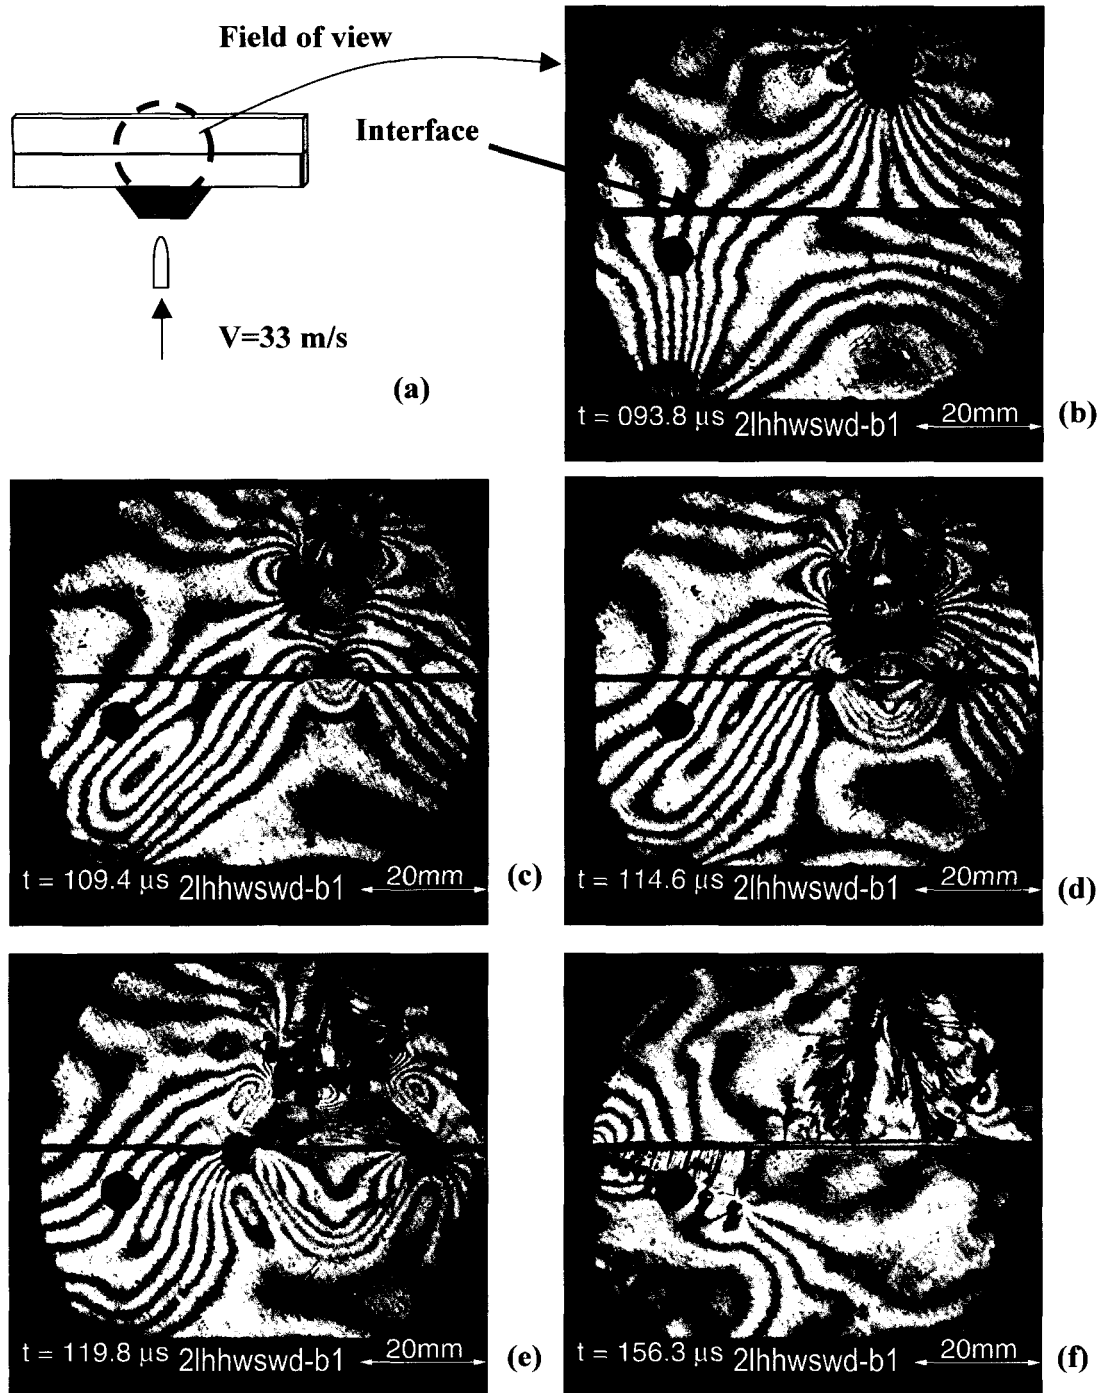 Field of view
Interface
V=33 m/s
(a)
t = 093.8 µs 2lhhwswd-b1 20mm
(b)
t = 109.4 µs 2lhhwswd-b1 20mm
(c)
t = 114.6 µs 2lhhwswd-b1 20mm
(d)
t = 119.8 µs 2lhhwswd-b1 20mm
(e)
t = 156.3 µs 2lhhwswd-b1 20mm
(f)